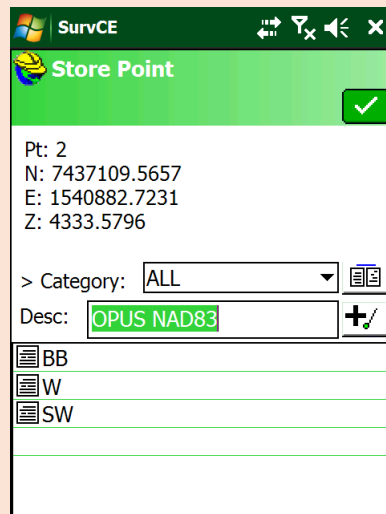 SurvCE
Store Point
Pt: 2
N: 7437109.5657
E: 1540882.7231
Z: 4333.5796
> Category: ALL
Desc: OPUS NAD83
BB
W
SW